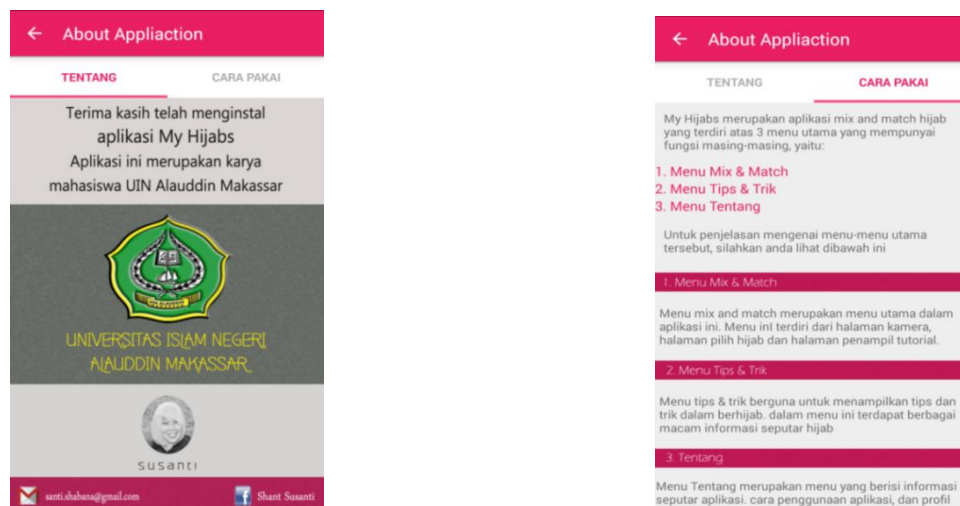 About Appliaction
TENTANG
CARA PAKAI
Terima kasih telah menginstal
aplikasi My Hijabs
Aplikasi ini merupakan karya
mahasiswa UIN Alauddin Makassar
UNIVERSITAS ISLAM NEGERI
ALAUDDIN MAKASSAR
susanti
santi.shabana@gmail.com
Shant Susanti
About Appliaction
TENTANG
CARA PAKAI
My Hijabs merupakan aplikasi mix and match hijab
yang terdiri atas 3 menu utama yang mempunyai
fungsi masing-masing, yaitu:
1. Menu Mix & Match
2. Menu Tips & Trik
3. Menu Tentang
Untuk penjelasan mengenai menu-menu utama
tersebut, silahkan anda lihat dibawah ini
1. Menu Mix & Match
Menu mix and match merupakan menu utama dalam
aplikasi ini. Menu inI terdiri dari halaman kamera,
halaman pilih hijab dan halaman penampil tutorial.
2. Menu Tips & Trik
Menu tips & trik berguna untuk menampilkan tips dan
trik dalam berhijab. dalam menu ini terdapat berbagai
macam informasi seputar hijab
3. Tentang
Menu Tentang merupakan menu yang berisi informasi
seputar aplikasi. cara penggunaan aplikasi, dan profil